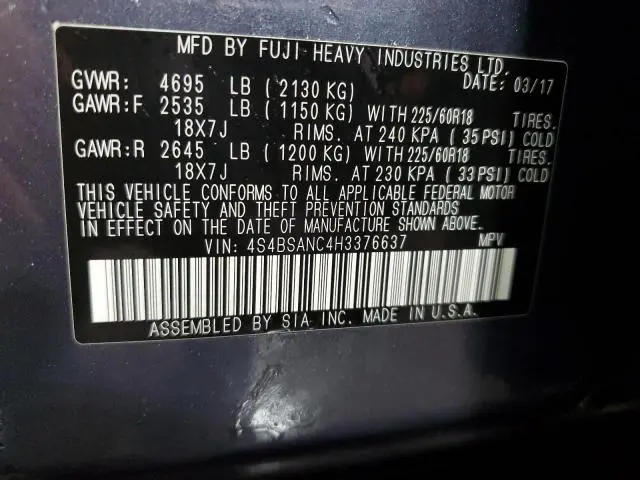 MFD BY FUJI HEAVY INDUSTRIES LTD.
GVWR: 4695 LB (2130 KG) DATE: 03/17
GAWR:F 2535 LB (1150 KG) WITH 225/60R18 TIRES.
18X7J RIMS. AT 240 KPA (35PSI) COLD
GAWR:R 2645 LB (1200 KG) WITH 225/60R18 TIRES.
18X7J RIMS. AT 230 KPA (33PSI) COLD
THIS VEHICLE CONFORMS TO ALL APPLICABLE FEDERAL MOTOR
VEHICLE SAFETY AND THEFT PREVENTION STANDARDS
IN EFFECT ON THE DATE OF MANUFACTURE SHOWN ABOVE.
VIN: 4S4BSANC4H3376637 MPV
ASSEMBLED BY SIA INC. MADE IN U.S.A.